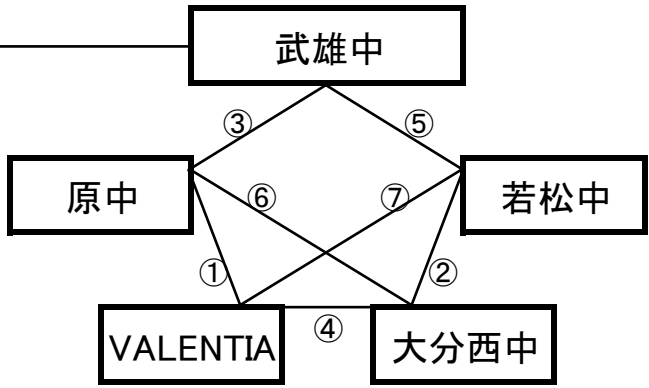 武雄中
③ ⑤
原中 ⑥ ⑦ 若松中
① ②
VALENTIA ④ 大分西中